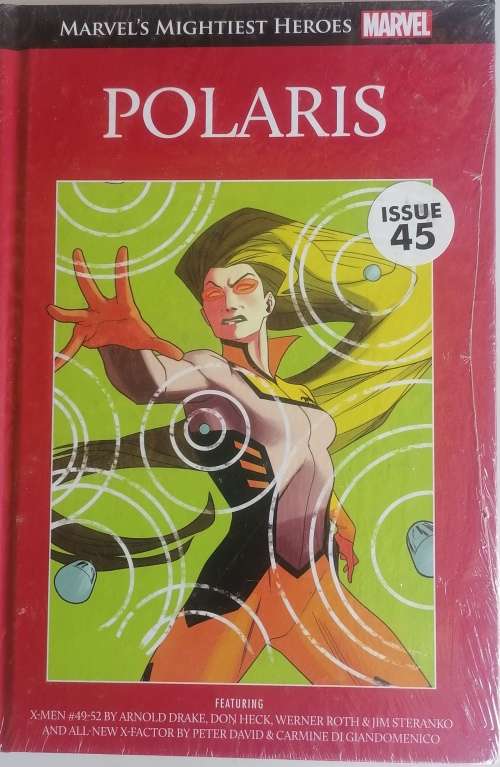 MARVEL'S MIGHTIEST HEROES MARVEL
POLARIS
ISSUE
45
FEATURING
X-MEN #49-52 BY ARNOLD DRAKE, DON HECK, WERNER ROTH & JIM STERANKO
AND ALL-NEW X-FACTOR BY PETER DAVID & CARMINE DI GIANDOMENICO